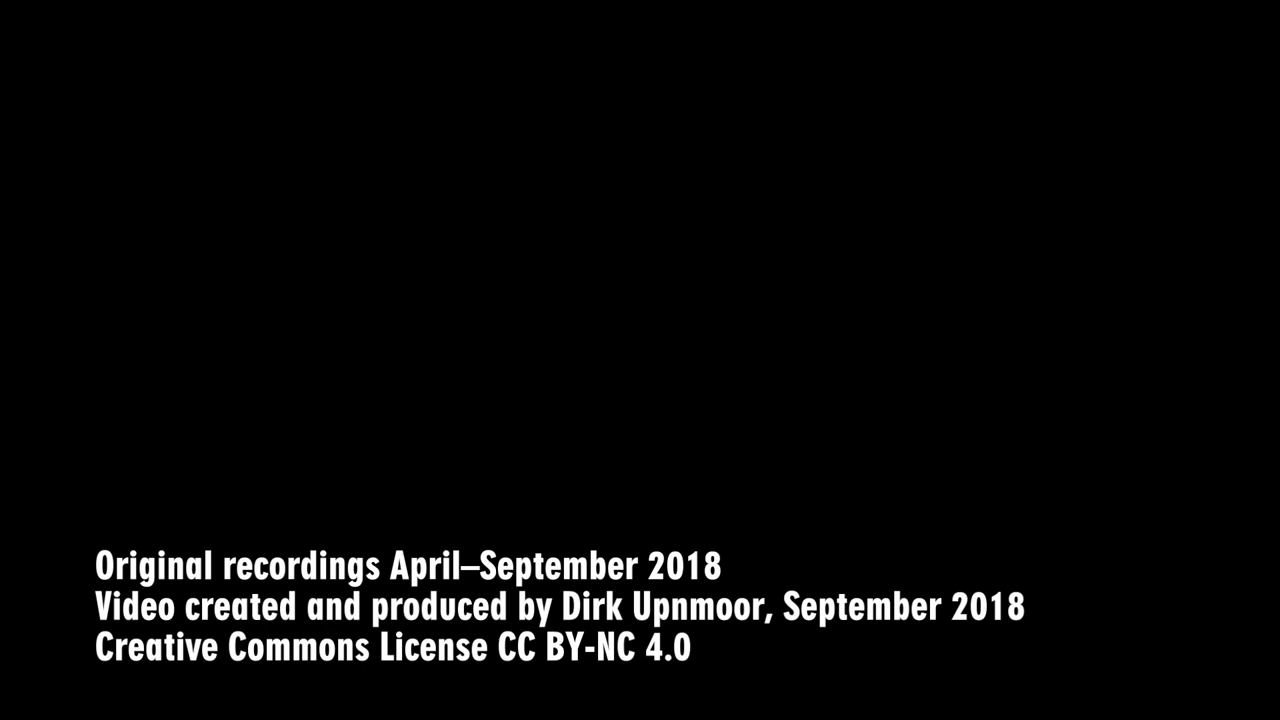 Original recordings April–September 2018
Video created and produced by Dirk Upnmoor, September 2018
Creative Commons License CC BY-NC 4.0